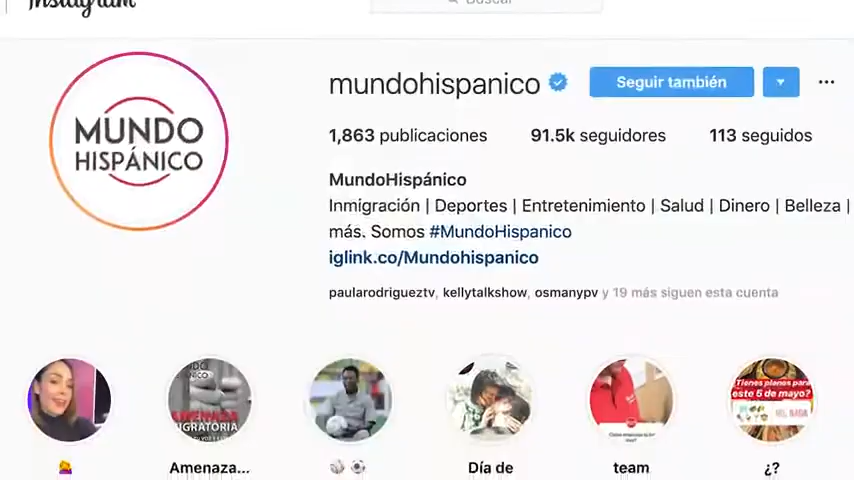 Instagram
Buscar
MUNDO
HISPÁNICO
mundohispanico
Seguir también
1,863 publicaciones 91.5k seguidores 113 seguidos
MundoHispánico
Inmigración | Deportes | Entretenimiento | Salud | Dinero | Belleza |
más. Somos #MundoHispanico
iglink.co/Mundohispanico
paularodrigueztv, kellytalkshow, osmanypv y 19 más siguen esta cuenta
AMENAZA
IGRATORIA
Tienes planes para
este 5 de mayo?
Amenaza...
Día de
team
¿?